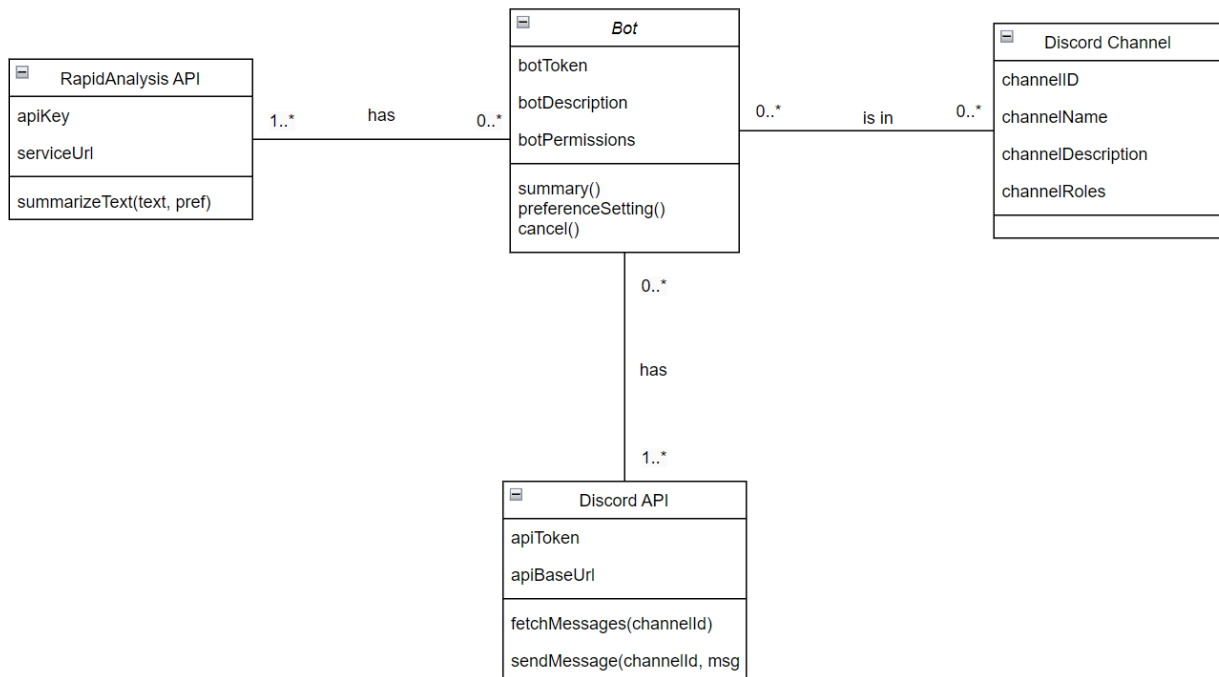 Bot
botToken
botDescription
botPermissions
summary()
preferenceSetting()
cancel()
RapidAnalysis API
apiKey
serviceUrl
summarizeText(text, pref)
1..*
has
0..*
Discord Channel
channelID
channelName
channelDescription
channelRoles
0..*
is in
0..*
0..*
has
1..*
Discord API
apiToken
apiBaseUrl
fetchMessages(channelId)
sendMessage(channelId, msg